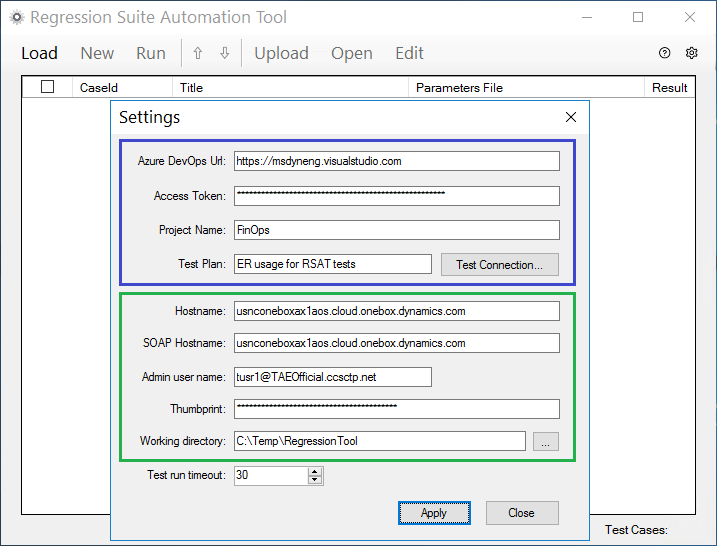 Regression Suite Automation Tool
Load New Run Upload Open Edit
CaseId Title Parameters File Result
Settings
Azure DevOps Url: https://msdyneng.visualstudio.com
Access Token: ****************************************************
Project Name: FinOps
Test Plan: ER usage for RSAT tests Test Connection...
Hostname: usnconeboxax1aos.cloud.onebox.dynamics.com
SOAP Hostname: usnconeboxax1aos.cloud.onebox.dynamics.com
Admin user name: tusr1@TAEOfficial.ccsctp.net
Thumbprint: ****************************************
Working directory: C:\Temp\RegressionTool ...
Test run timeout: 30
Apply Close
Test Cases: